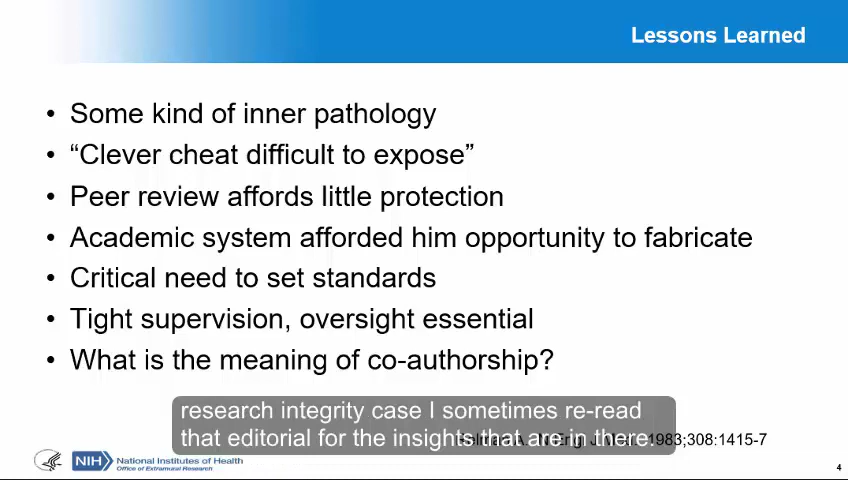 Lessons Learned
• Some kind of inner pathology
• “Clever cheat difficult to expose”
• Peer review affords little protection
• Academic system afforded him opportunity to fabricate
• Critical need to set standards
• Tight supervision, oversight essential
• What is the meaning of co-authorship?
research integrity case I sometimes re-read
that editorial for the insights that are in there.
1983;308:1415-7
NIH
National Institutes of Health
Office of Extramural Research
4